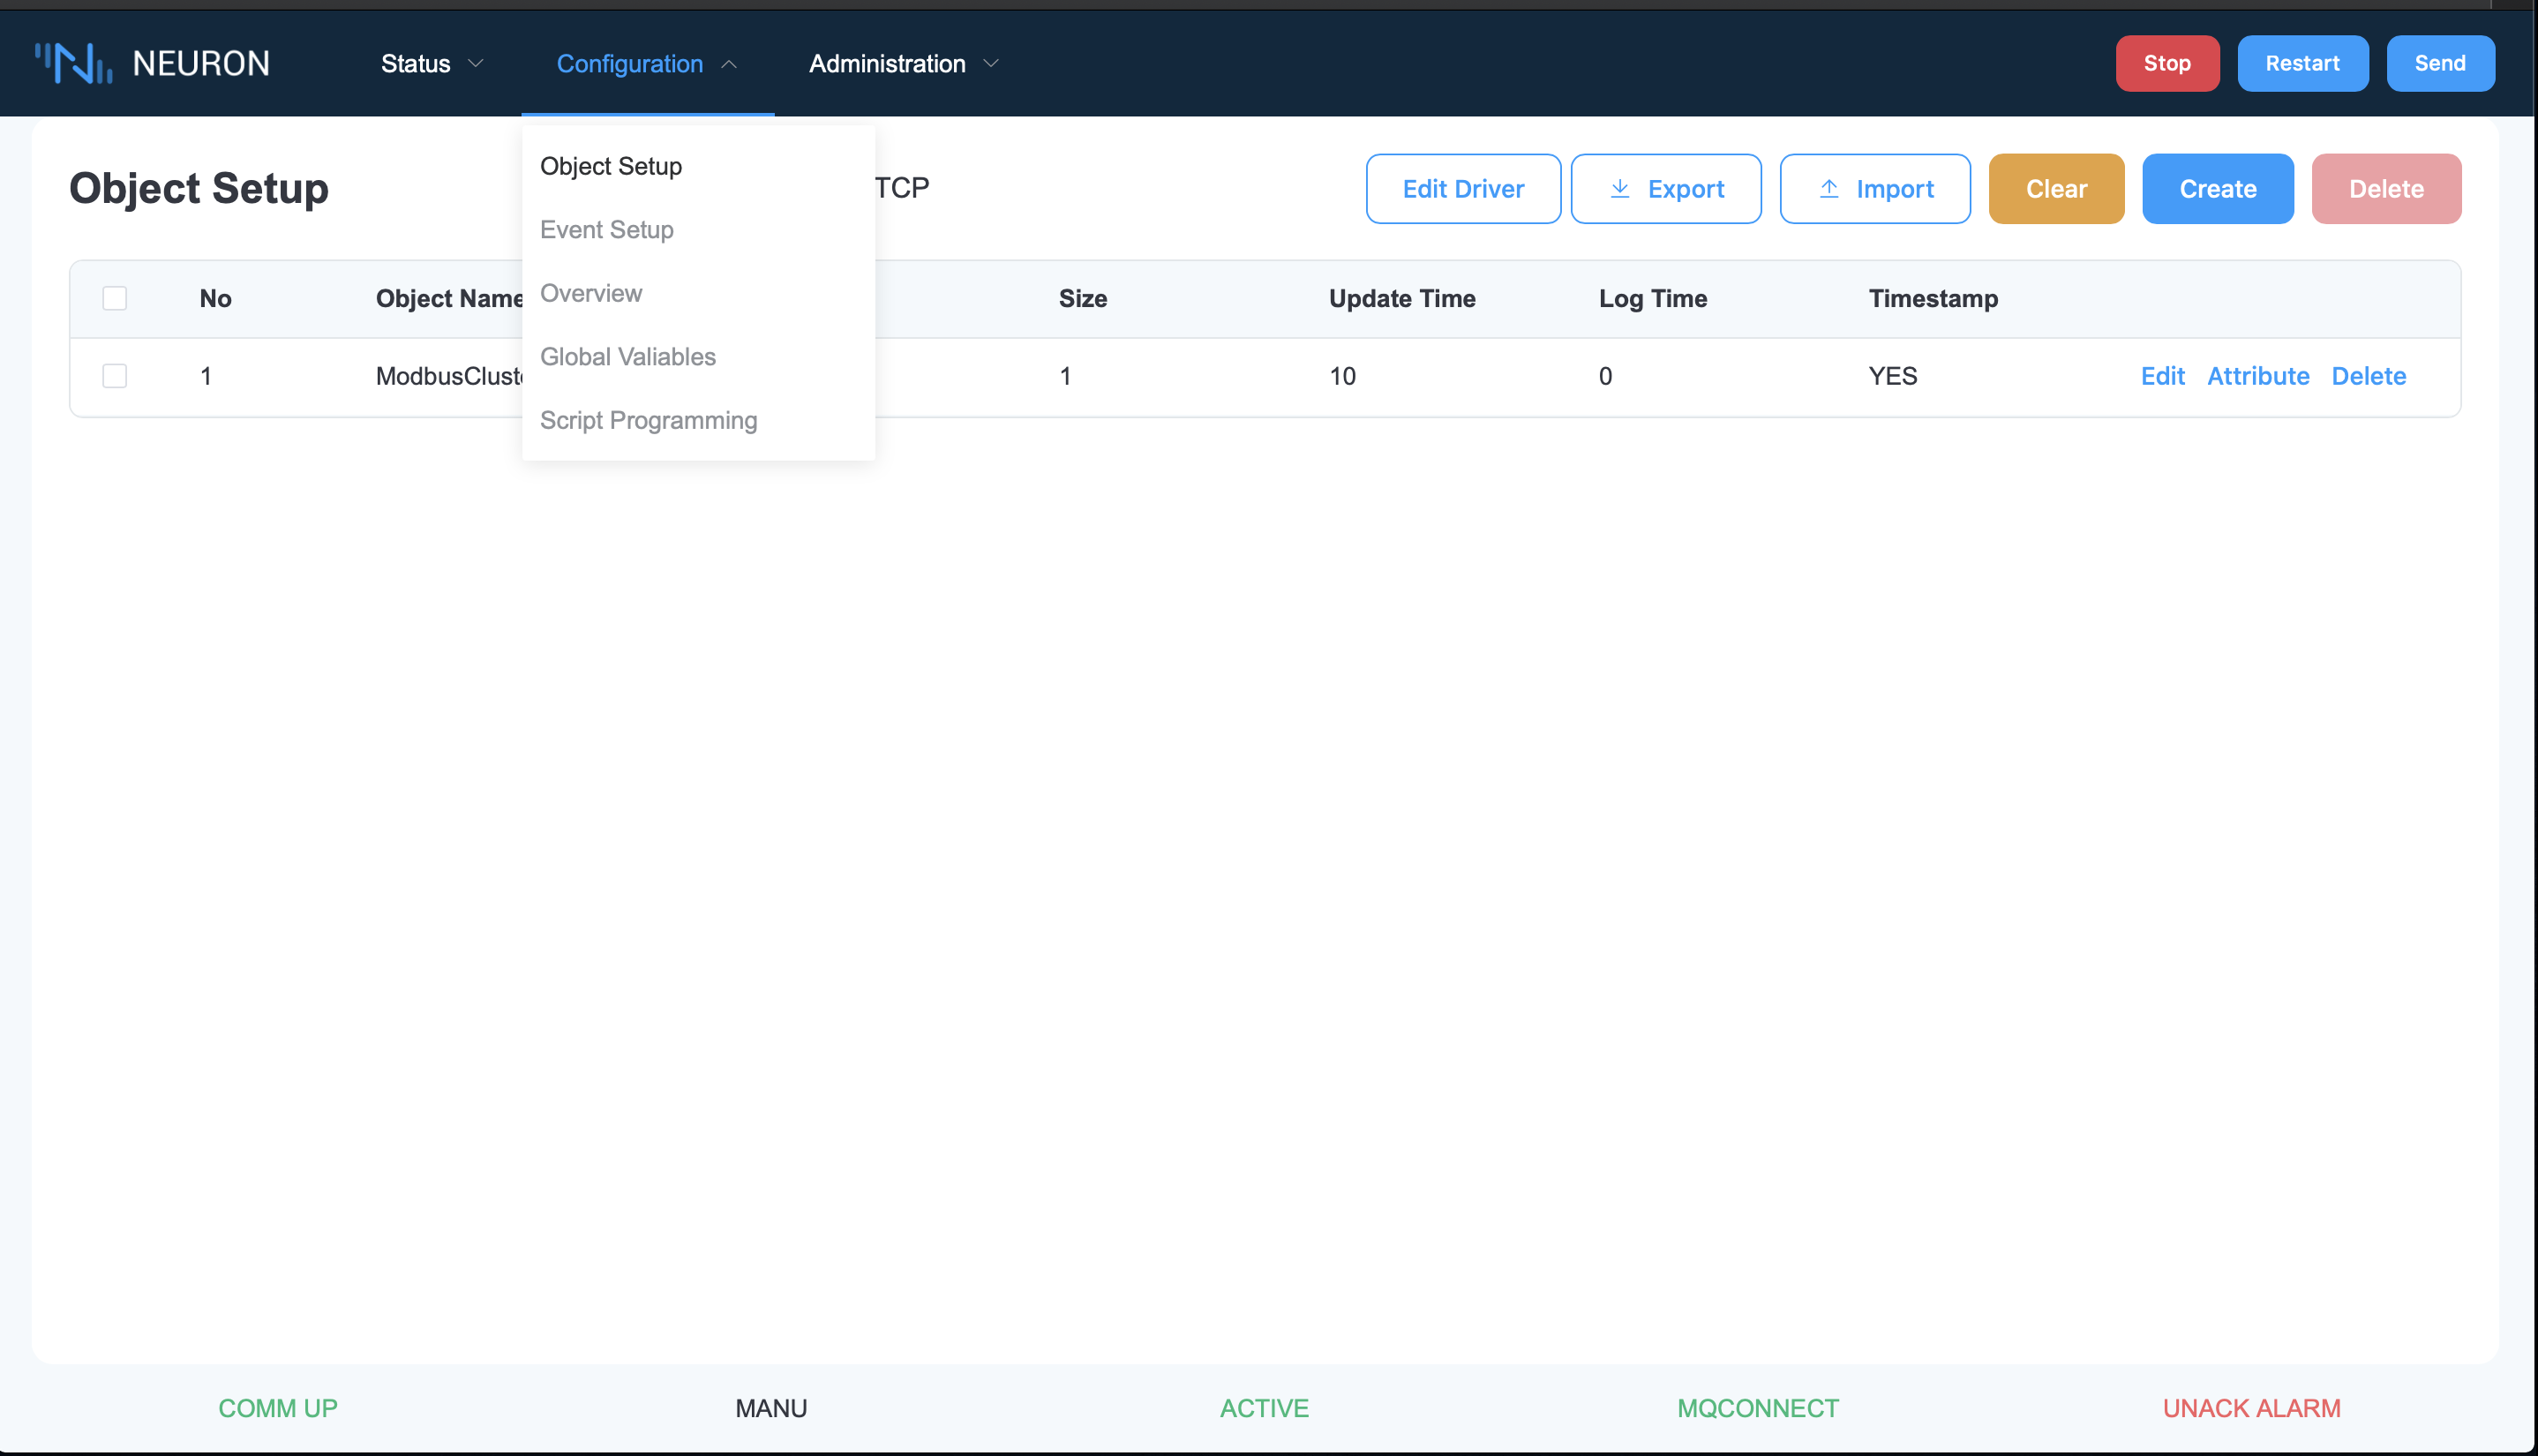 NEURON Status Configuration Administration Stop Restart Send
Object Setup TCP Edit Driver Export Import Clear Create Delete
Object Setup
Event Setup
Overview
Global Valiables
Script Programming
No Object Name Size Update Time Log Time Timestamp
1 1 10 0 YES Edit Attribute Delete
COMM UP MANU ACTIVE MQCONNECT UNACK ALARM